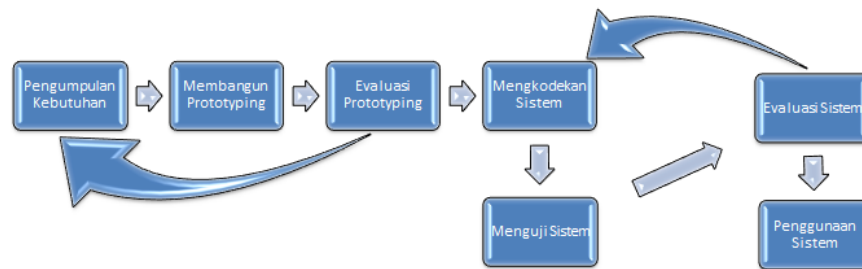 Pengumpulan
Kebutuhan
Membangun
Prototyping
Evaluasi
Prototyping
Mengkodekan
Sistem
Evaluasi Sistem
Menguji Sistem
Penggunaan
Sistem